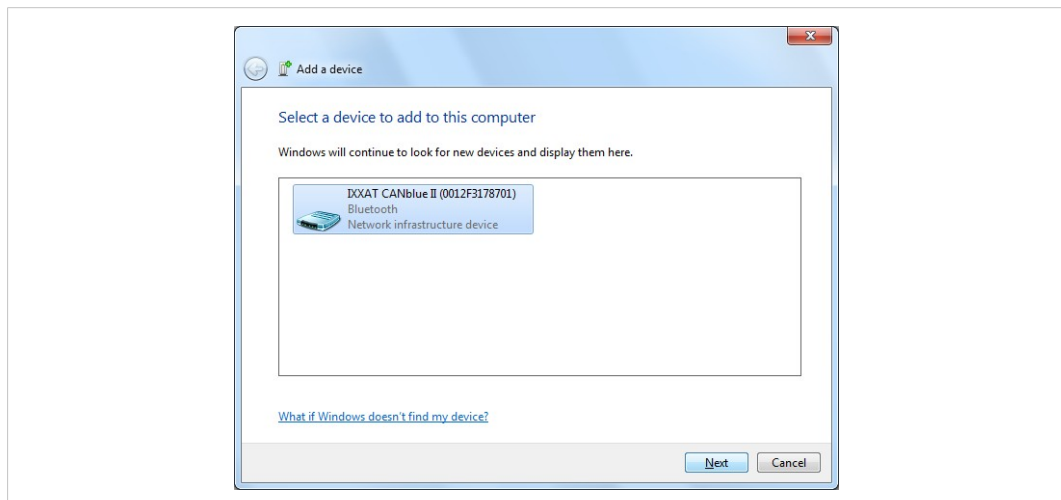 Add a device
Select a device to add to this computer
Windows will continue to look for new devices and display them here.
IXXAT CANblue II (0012F3178701)
Bluetooth
Network infrastructure device
What if Windows doesn't find my device?
Next
Cancel